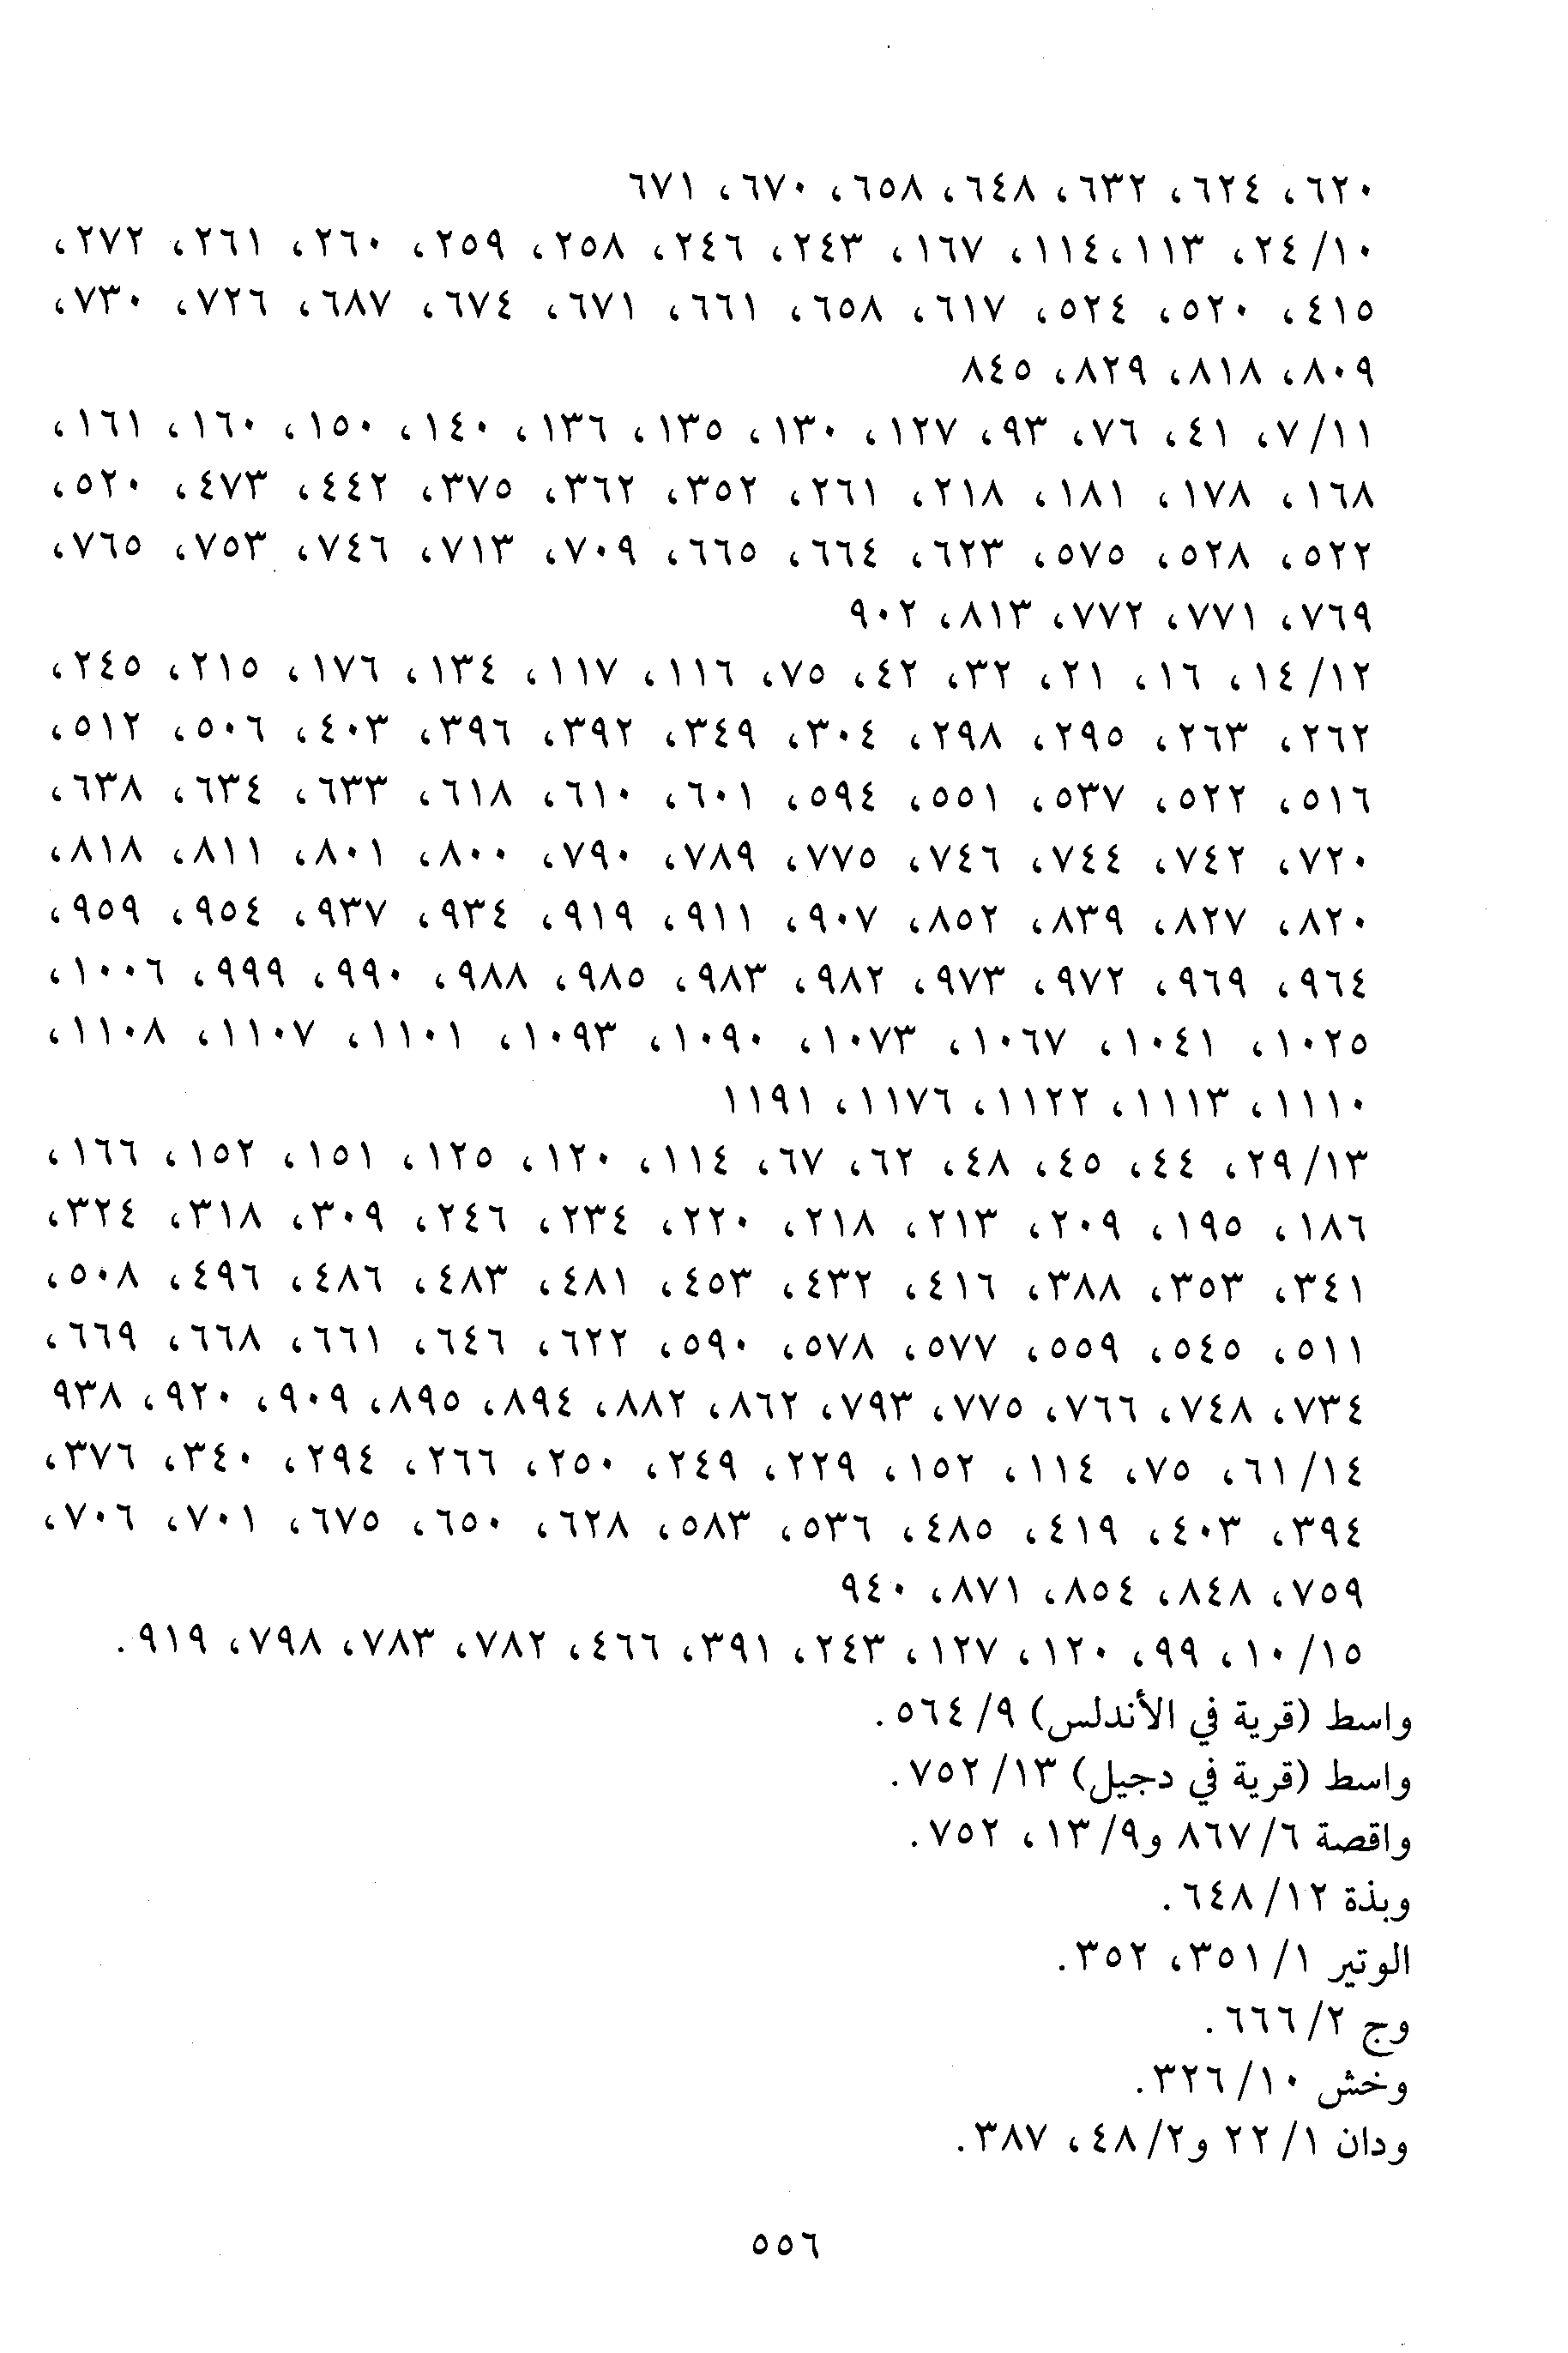 ٦٢٠، ٦٢٤، ٦٣٢، ٦٤٨، ٦٥٨، ٦٧٠، ٦٧١
١٠/ ٢٤، ١١٣،١١٤، ١٦٧، ٢٤٣، ٢٤٦، ٢٥٨، ٢٥٩، ٢٦٠، ٢٦١، ٢٧٢،
٤١٥، ٥٢٠، ٥٢٤، ٦١٧، ٦٥٨، ٦٦١، ٦٧١، ٦٧٤، ٦٨٧، ٧٢٦، ٧٣٠،
٨٠٩، ٨١٨، ٨٢٩، ٨٤٥
١١/ ٧، ٤١، ٧٦، ٩٣، ١٢٧، ١٣٠، ١٣٥، ١٣٦، ١٤٠، ١٥٠، ١٦٠، ١٦١،
١٦٨، ١٧٨، ١٨١، ٢١٨، ٢٦١، ٣٥٢، ٣٦٢، ٣٧٥، ٤٤٢، ٤٧٣، ٥٢٠،
٥٢٢، ٥٢٨، ٥٧٥، ٦٢٣، ٦٦٤، ٦٦٥، ٧٠٩، ٧١٣، ٧٤٦، ٧٥٣، ٧٦٥،
٧٦٩، ٧٧١، ٧٧٢، ٨١٣، ٩٠٢
١٢/ ١٤، ١٦، ٢١، ٣٢، ٤٢، ٧٥، ١١٦، ١١٧، ١٣٤، ١٧٦، ٢١٥، ٢٤٥،
٢٦٢، ٢٦٣، ٢٩٥، ٢٩٨، ٣٠٤، ٣٤٩، ٣٩٢، ٣٩٦، ٤٠٣، ٥٠٦، ٥١٢،
٥١٦، ٥٢٢، ٥٣٧، ٥٥١، ٥٩٤، ٦٠١، ٦١٠، ٦١٨، ٦٣٣، ٦٣٤، ٦٣٨،
٧٢٠، ٧٤٢، ٧٤٤، ٧٤٦، ٧٧٥، ٧٨٩، ٧٩٠، ٨٠٠، ٨٠١، ٨١١، ٨١٨،
٨٢٠، ٨٢٧، ٨٣٩، ٨٥٢، ٩٠٧، ٩١١، ٩١٩، ٩٣٤، ٩٣٧، ٩٥٤، ٩٥٩،
٩٦٤، ٩٦٩، ٩٧٢، ٩٧٣، ٩٨٢، ٩٨٣، ٩٨٥، ٩٨٨، ٩٩٠، ٩٩٩، ١٠٠٦،
١٠٢٥، ١٠٤١، ١٠٦٧، ١٠٧٣، ١٠٩٠، ١٠٩٣، ١١٠١، ١١٠٧، ١١٠٨،
١١١٠، ١١١٣، ١١٢٢، ١١٧٦، ١١٩١
١٣/ ٢٩، ٤٤، ٤٥، ٤٨، ٦٢، ٦٧، ١١٤، ١٢٠، ١٢٥، ١٥١، ١٥٢، ١٦٦،
١٨٦، ١٩٥، ٢٠٩، ٢١٣، ٢١٨، ٢٢٠، ٢٣٤، ٢٤٦، ٣٠٩، ٣١٨، ٣٢٤،
٣٤١، ٣٥٣، ٣٨٨، ٤١٦، ٤٣٢، ٤٥٣، ٤٨١، ٤٨٣، ٤٨٦، ٤٩٦، ٥٠٨،
٥١١، ٥٤٥، ٥٥٩، ٥٧٧، ٥٧٨، ٥٩٠، ٦٢٢، ٦٤٦، ٦٦١، ٦٦٨، ٦٦٩،
٧٣٤، ٧٤٨، ٧٦٦، ٧٧٥، ٧٩٣، ٨٦٢، ٨٨٢، ٨٩٤، ٨٩٥، ٩٠٩، ٩٢٠، ٩٣٨
١٤/ ٦١، ٧٥، ١١٤، ١٥٢، ٢٢٩، ٢٤٩، ٢٥٠، ٢٦٦، ٢٩٤، ٣٤٠، ٣٧٦،
٣٩٤، ٤٠٣، ٤١٩، ٤٨٥، ٥٣٦، ٥٨٣، ٦٢٨، ٦٥٠، ٦٧٥، ٧٠١، ٧٠٦،
٧٥٩، ٨٤٨، ٨٥٤، ٨٧١، ٩٤٠
١٥/ ١٠، ٩٩، ١٢٠، ١٢٧، ٢٤٣، ٣٩١، ٤٦٦، ٧٨٢، ٧٨٣، ٧٩٨، ٩١٩.
واسط (قرية في الأندلس) ٩/ ٥٦٤.
واسط (قرية في دجيل) ١٣/ ٧٥٢.
واقصة ٦/ ٨٦٧ و٩/ ١٣، ٧٥٢.
وبذة ١٢/ ٦٤٨.
الوتير ١/ ٣٥١، ٣٥٢.
وج ٢/ ٦٦٦.
وخش ١٠/ ٣٢٦.
ودان ١/ ٢٢ و٢/ ٤٨، ٣٨٧.
٥٥٦